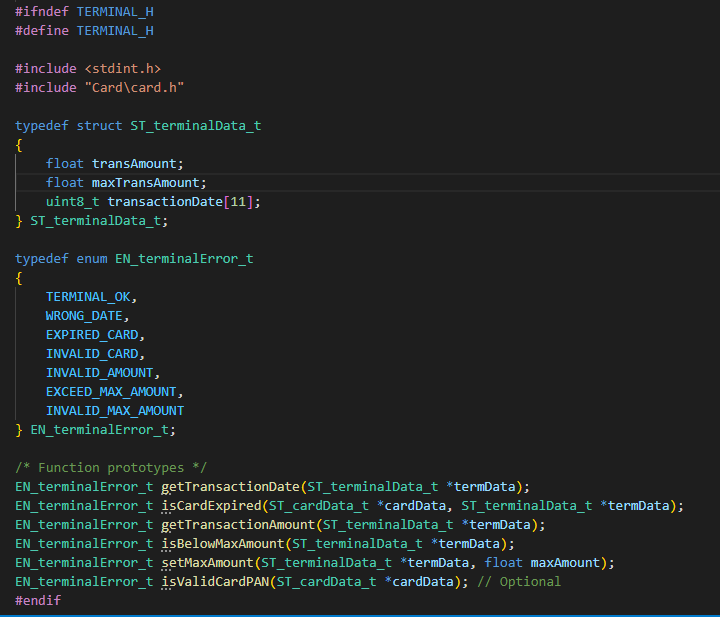 #ifndef TERMINAL_H
#define TERMINAL_H
#include <stdint.h>
#include "Card\card.h"
typedef struct ST_terminalData_t
{
float transAmount;
float maxTransAmount;
uint8_t transactionDate[11];
} ST_terminalData_t;
typedef enum EN_terminalError_t
{
TERMINAL_OK,
WRONG_DATE,
EXPIRED_CARD,
INVALID_CARD,
INVALID_AMOUNT,
EXCEED_MAX_AMOUNT,
INVALID_MAX_AMOUNT
} EN_terminalError_t;
/* Function prototypes */
EN_terminalError_t getTransactionDate(ST_terminalData_t *termData);
EN_terminalError_t isCardExpired(ST_cardData_t *cardData, ST_terminalData_t *termData);
EN_terminalError_t getTransactionAmount(ST_terminalData_t *termData);
EN_terminalError_t isBelowMaxAmount(ST_terminalData_t *termData);
EN_terminalError_t setMaxAmount(ST_terminalData_t *termData, float maxAmount);
EN_terminalError_t isValidCardPAN(ST_cardData_t *cardData); // Optional
#endif